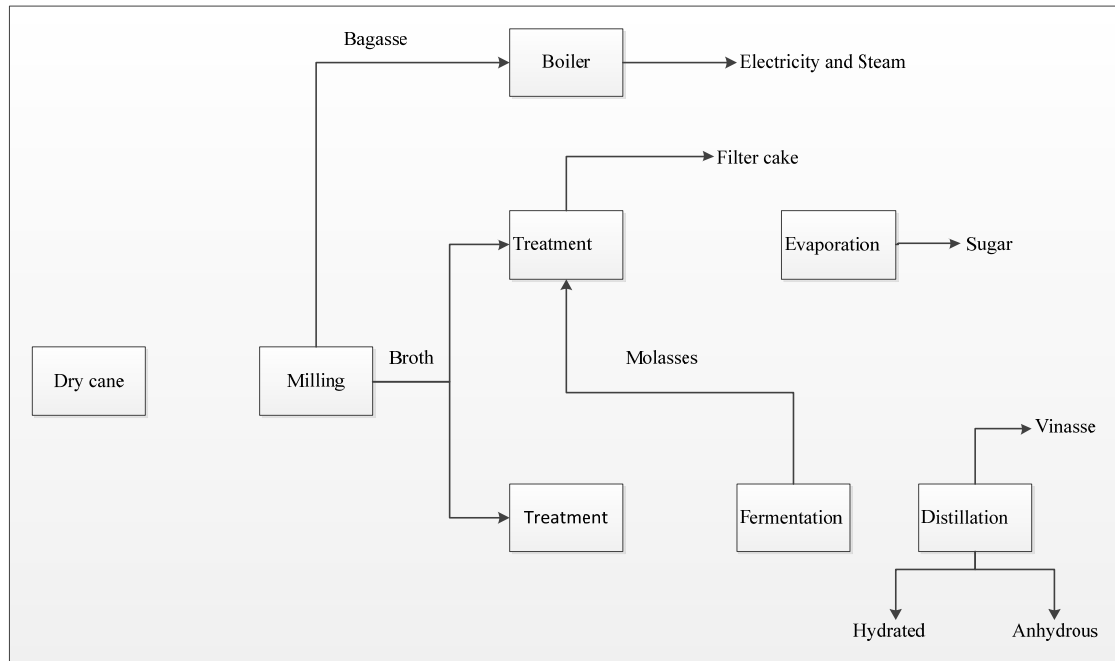 Bagasse
Boiler
Electricity and Steam
Filter cake
Treatment
Evaporation
Sugar
Dry cane
Milling
Broth
Molasses
Vinasse
Treatment
Fermentation
Distillation
Hydrated
Anhydrous